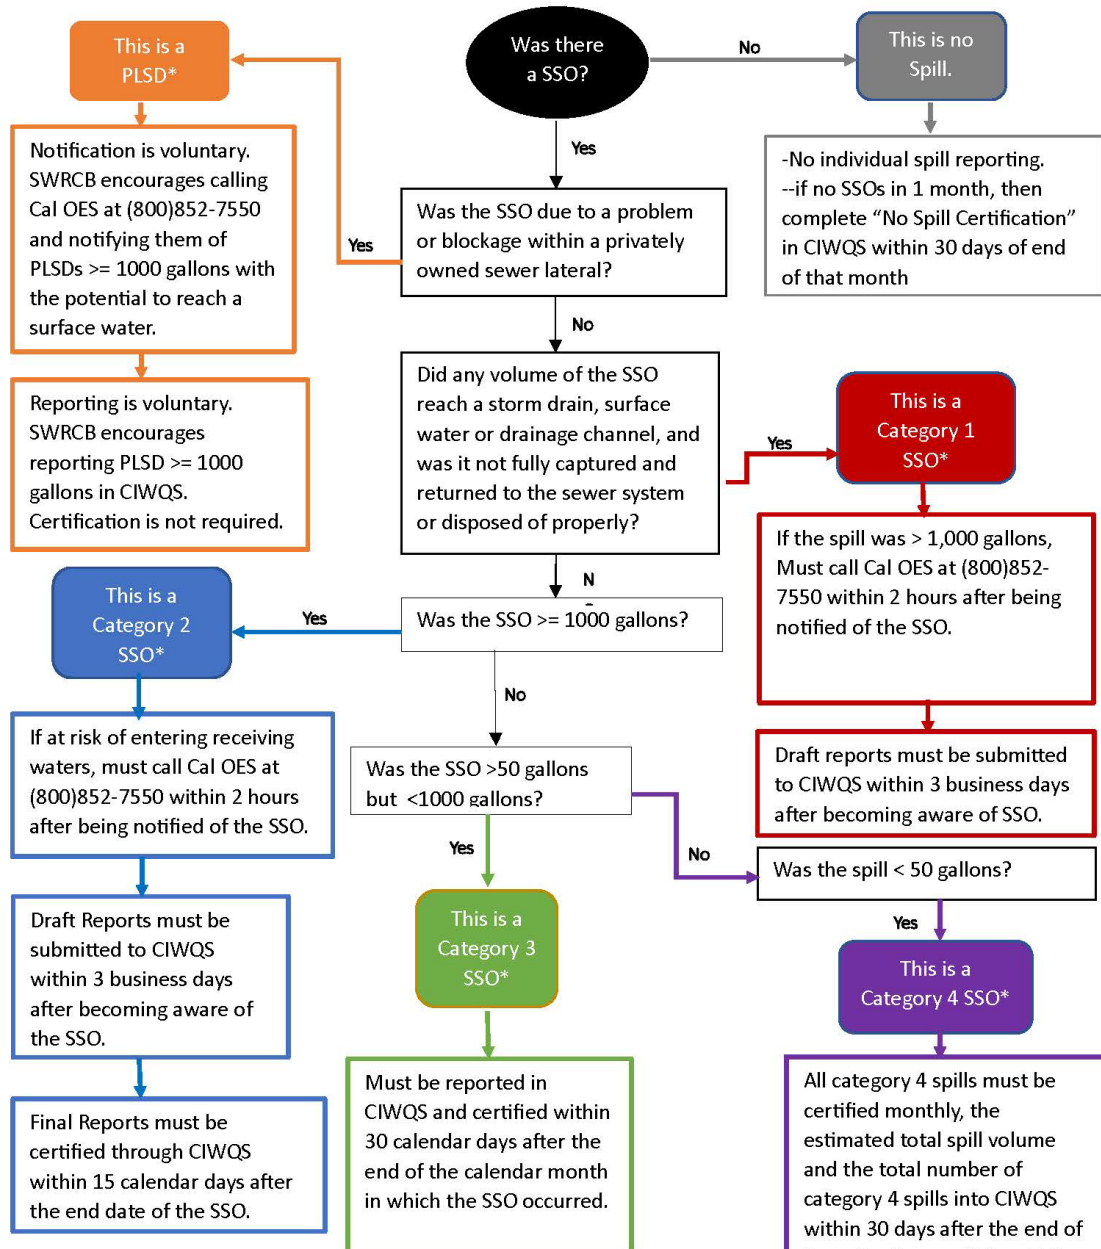 This is a
PLSD*
Was there
a SSO?
No
This is no
Spill.
Yes
Notification is voluntary.
SWRCB encourages calling
Cal OES at (800)852-7550
and notifying them of
PLSDs >= 1000 gallons with
the potential to reach a
surface water.
Yes
Was the SSO due to a problem
or blockage within a privately
owned sewer lateral?
-No individual spill reporting.
--if no SSOs in 1 month, then
complete “No Spill Certification”
in CIWQS within 30 days of end
of that month
No
Reporting is voluntary.
SWRCB encourages
reporting PLSD >= 1000
gallons in CIWQS.
Certification is not required.
Did any volume of the SSO
reach a storm drain, surface
water or drainage channel, and
was it not fully captured and
returned to the sewer system
or disposed of properly?
Yes
This is a
Category 1
SSO*
If the spill was > 1,000 gallons,
Must call Cal OES at (800)852-
7550 within 2 hours after being
notified of the SSO.
N
This is a
Category 2
SSO*
Yes
Was the SSO >= 1000 gallons?
No
If at risk of entering receiving
waters, must call Cal OES at
(800)852-7550 within 2 hours
after being notified of the SSO.
Was the SSO >50 gallons
but <1000 gallons?
Draft reports must be submitted
to CIWQS within 3 business days
after becoming aware of SSO.
Yes
No
Was the spill < 50 gallons?
Draft Reports must be
submitted to CIWQS
within 3 business days
after becoming aware of
the SSO.
This is a
Category 3
SSO*
Yes
This is a
Category 4 SSO*
Final Reports must be
certified through CIWQS
within 15 calendar days after
the end date of the SSO.
Must be reported in
CIWQS and certified within
30 calendar days after the
end of the calendar month
in which the SSO occurred.
All category 4 spills must be
certified monthly, the
estimated total spill volume
and the total number of
category 4 spills into CIWQS
within 30 days after the end of